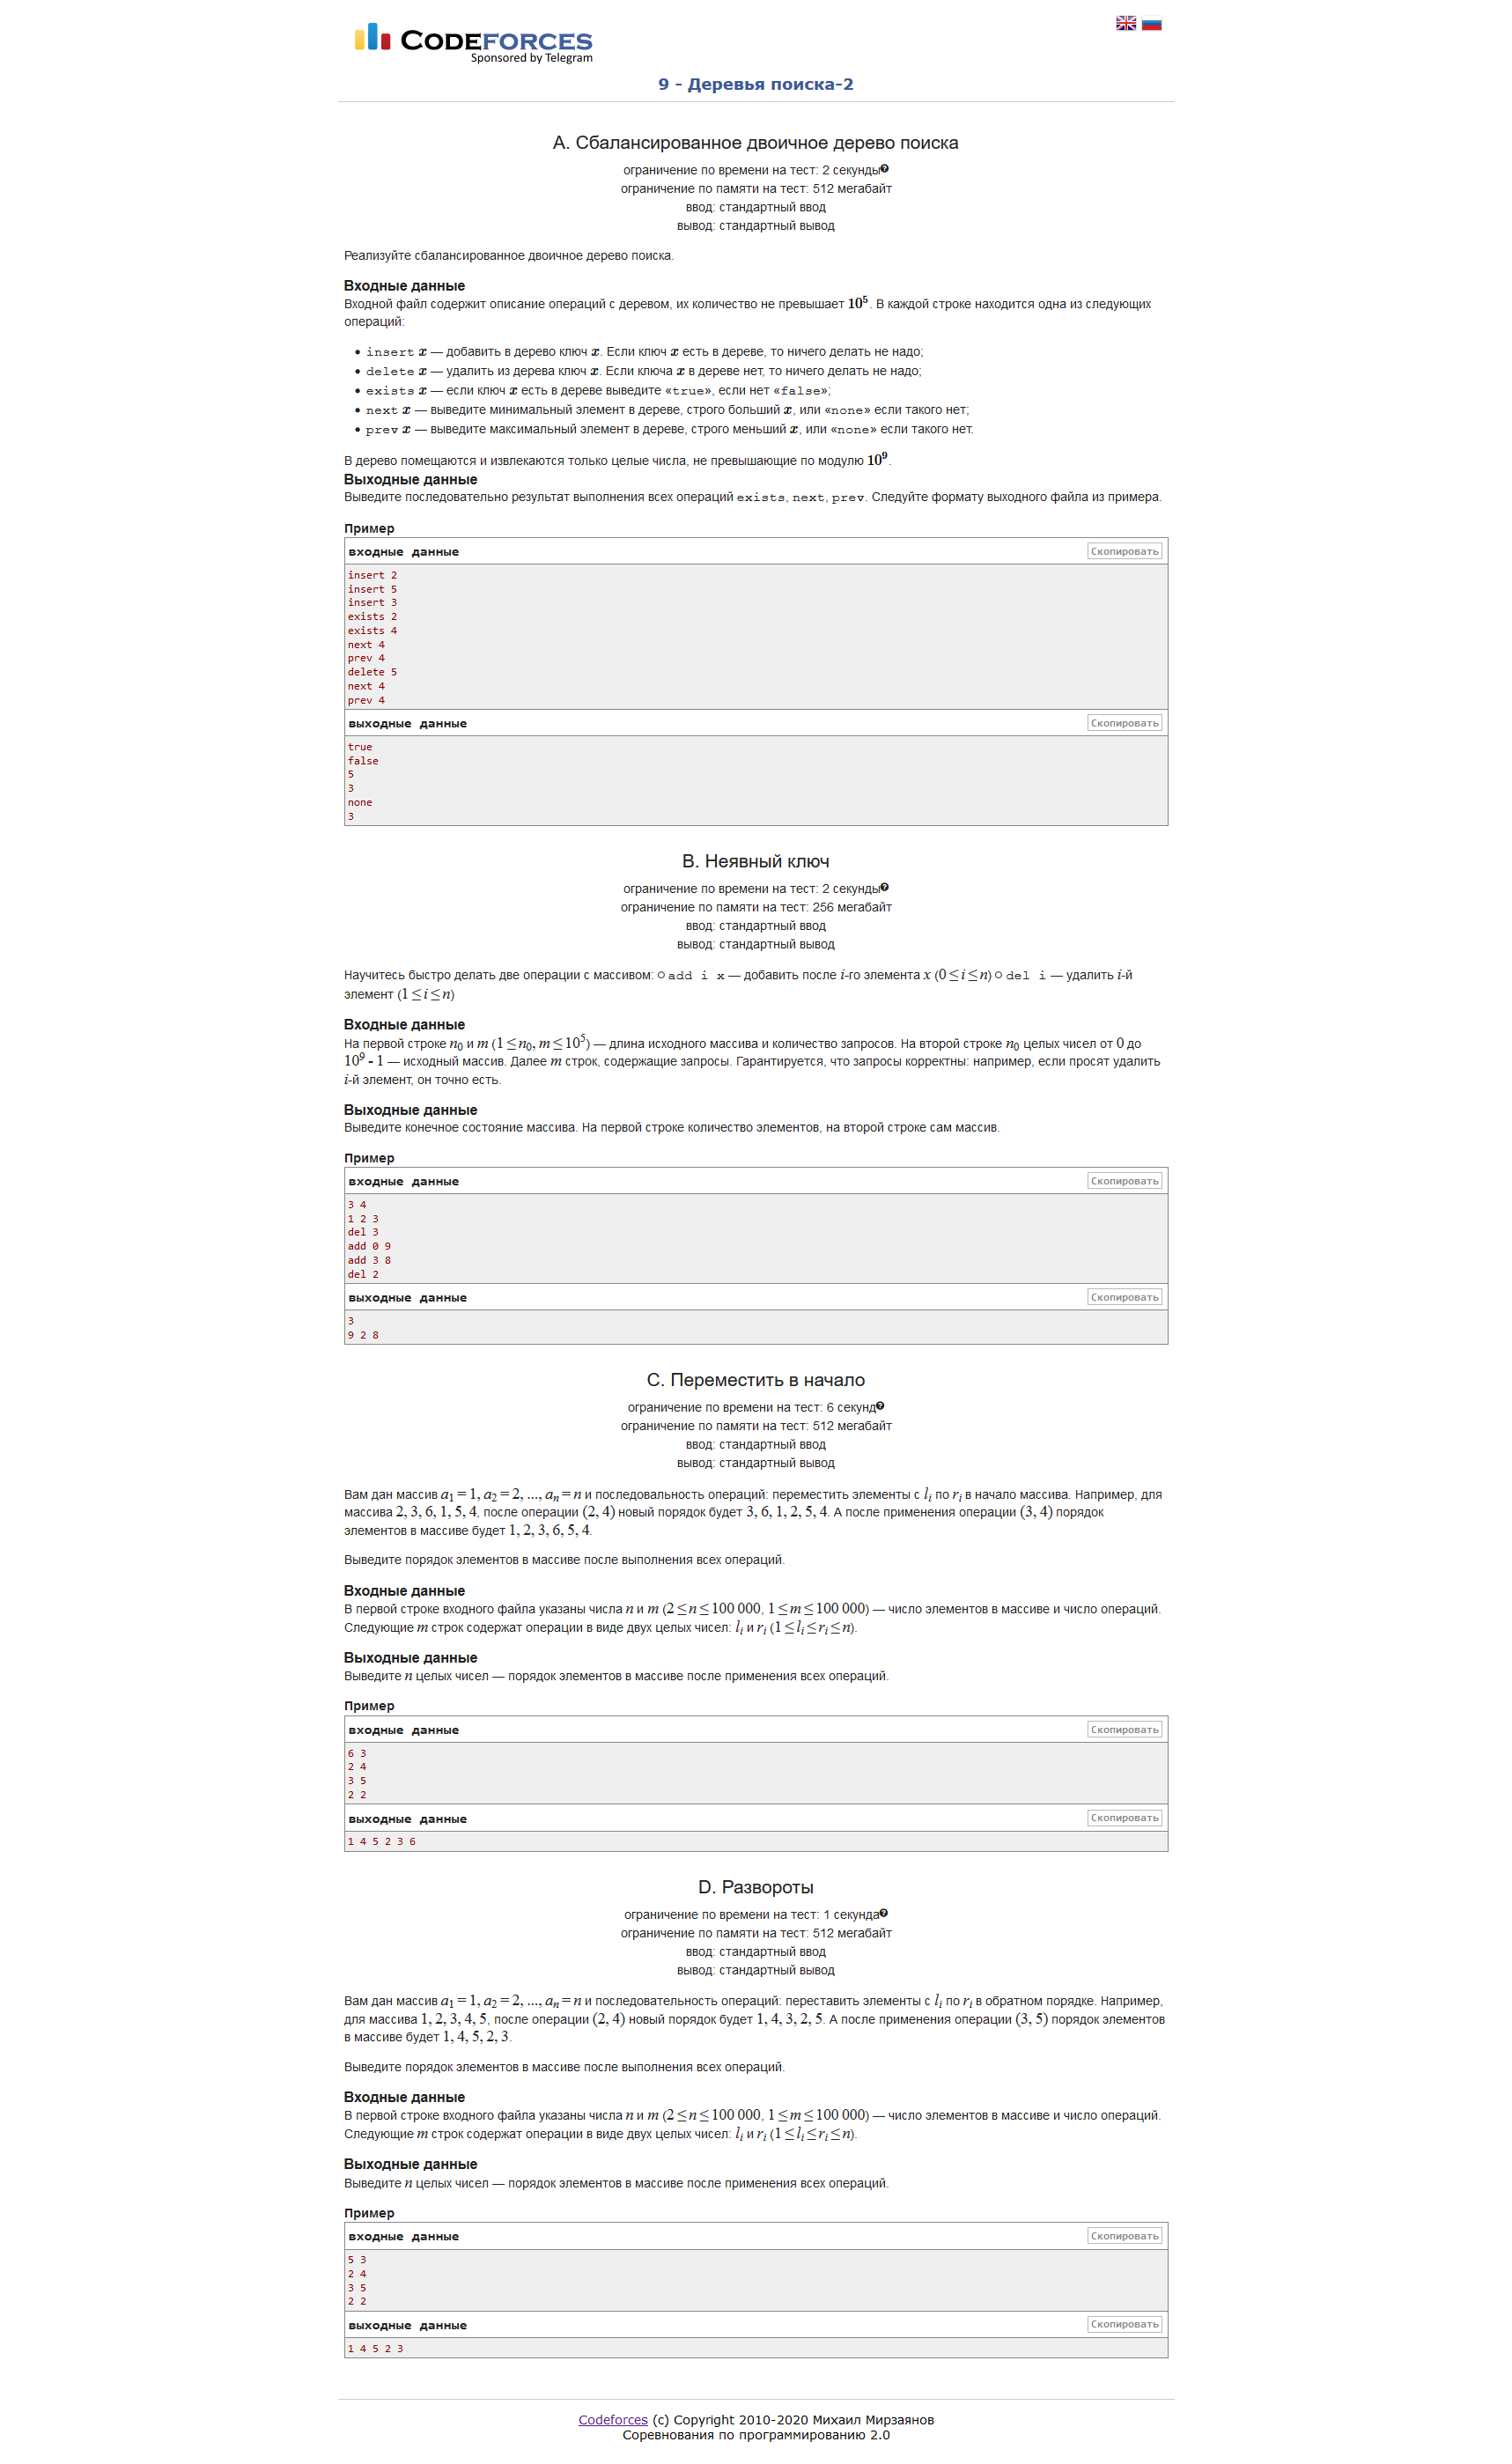 CODEFORCES
Sponsored by Telegram
9 - Деревья поиска-2
A. Сбалансированное двоичное дерево поиска
ограничение по времени на тест: 2 секунды
ограничение по памяти на тест: 512 мегабайт
ввод: стандартный ввод
вывод: стандартный вывод
Реализуйте сбалансированное двоичное дерево поиска.
Входные данные
Входной файл содержит описание операций с деревом, их количество не превышает 10^5. В каждой строке находится одна из следующих
операций:
• insert x — добавить в дерево ключ x. Если ключ x есть в дереве, то ничего делать не надо;
• delete x — удалить из дерева ключ x. Если ключа x в дереве нет, то ничего делать не надо;
• exists x — если ключ x есть в дереве выведите «true», если нет «false»;
• next x — выведите минимальный элемент в дереве, строго больший x, или «none» если такого нет;
• prev x — выведите максимальный элемент в дереве, строго меньший x, или «none» если такого нет.
В дерево помещаются и извлекаются только целые числа, не превышающие по модулю 10^9.
Выходные данные
Выведите последовательно результат выполнения всех операций exists, next, prev. Следуйте формату выходного файла из примера.
Пример
входные данные Скопировать
insert 2
insert 5
insert 3
exists 2
exists 4
next 4
prev 4
delete 5
next 4
prev 4
выходные данные Скопировать
true
false
5
3
none
3
B. Неявный ключ
ограничение по времени на тест: 2 секунды
ограничение по памяти на тест: 256 мегабайт
ввод: стандартный ввод
вывод: стандартный вывод
Научитесь быстро делать две операции с массивом: ○ add i x — добавить после i-го элемента x (0 ≤ i ≤ n) ○ del i — удалить i-й
элемент (1 ≤ i ≤ n)
Входные данные
На первой строке n_0 и m (1 ≤ n_0, m ≤ 10^5) — длина исходного массива и количество запросов. На второй строке n_0 целых чисел от 0 до
10^9 - 1 — исходный массив. Далее m строк, содержащие запросы. Гарантируется, что запросы корректны: например, если просят удалить
i-й элемент, он точно есть.
Выходные данные
Выведите конечное состояние массива. На первой строке количество элементов, на второй строке сам массив.
Пример
входные данные Скопировать
3 4
1 2 3
del 3
add 0 9
add 3 8
del 2
выходные данные Скопировать
3
9 2 8
C. Переместить в начало
ограничение по времени на тест: 6 секунд
ограничение по памяти на тест: 512 мегабайт
ввод: стандартный ввод
вывод: стандартный вывод
Вам дан массив a_1 = 1, a_2 = 2, ..., a_n = n и последовальность операций: переместить элементы с l_i по r_i в начало массива. Например, для
массива 2, 3, 6, 1, 5, 4, после операции (2, 4) новый порядок будет 3, 6, 1, 2, 5, 4. А после применения операции (3, 4) порядок
элементов в массиве будет 1, 2, 3, 6, 5, 4.
Выведите порядок элементов в массиве после выполнения всех операций.
Входные данные
В первой строке входного файла указаны числа n и m (2 ≤ n ≤ 100 000, 1 ≤ m ≤ 100 000) — число элементов в массиве и число операций.
Следующие m строк содержат операции в виде двух целых чисел: l_i и r_i (1 ≤ l_i ≤ r_i ≤ n).
Выходные данные
Выведите n целых чисел — порядок элементов в массиве после применения всех операций.
Пример
входные данные Скопировать
6 3
2 4
3 5
2 2
выходные данные Скопировать
1 4 5 2 3 6
D. Развороты
ограничение по времени на тест: 1 секунда
ограничение по памяти на тест: 512 мегабайт
ввод: стандартный ввод
вывод: стандартный вывод
Вам дан массив a_1 = 1, a_2 = 2, ..., a_n = n и последовательность операций: переставить элементы с l_i по r_i в обратном порядке. Например,
для массива 1, 2, 3, 4, 5, после операции (2, 4) новый порядок будет 1, 4, 3, 2, 5. А после применения операции (3, 5) порядок элементов
в массиве будет 1, 4, 5, 2, 3.
Выведите порядок элементов в массиве после выполнения всех операций.
Входные данные
В первой строке входного файла указаны числа n и m (2 ≤ n ≤ 100 000, 1 ≤ m ≤ 100 000) — число элементов в массиве и число операций.
Следующие m строк содержат операции в виде двух целых чисел: l_i и r_i (1 ≤ l_i ≤ r_i ≤ n).
Выходные данные
Выведите n целых чисел — порядок элементов в массиве после применения всех операций.
Пример
входные данные Скопировать
5 3
2 4
3 5
2 2
выходные данные Скопировать
1 4 5 2 3
Codeforces (c) Copyright 2010-2020 Михаил Мирзаянов
Соревнования по программированию 2.0